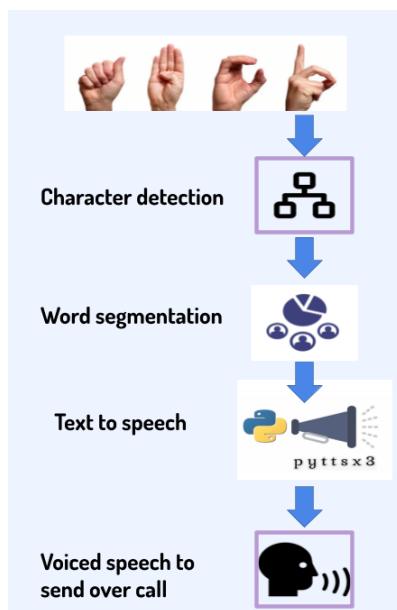 Character detection
Word segmentation
Text to speech
pyttsx3
Voiced speech to
send over call